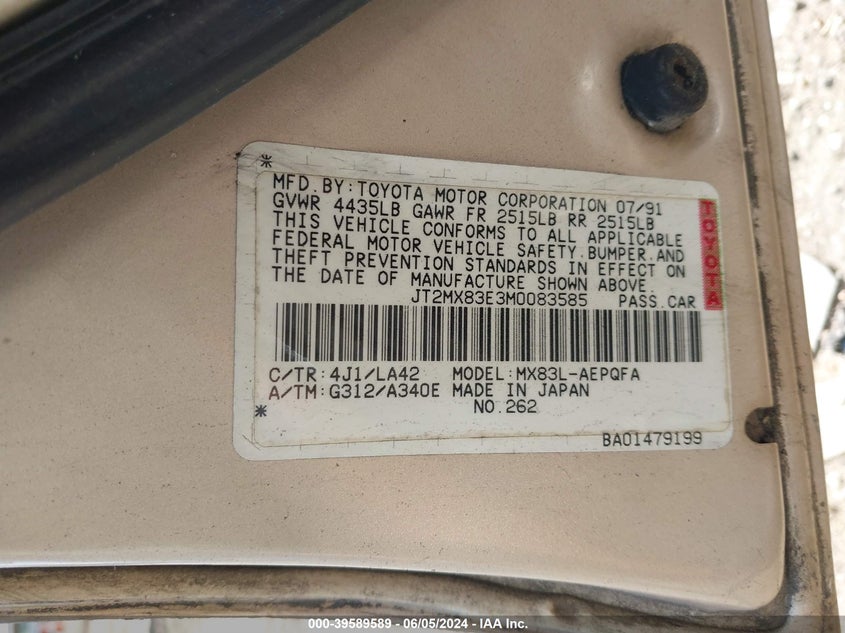 MFD.BY:TOYOTA MOTOR CORPORATION 07/91
GVWR 4435LB GAWR FR 2515LB RR 2515LB
THIS VEHICLE CONFORMS TO ALL APPLICABLE
FEDERAL MOTOR VEHICLE SAFETY,BUMPER,AND
THEFT PREVENTION STANDARDS IN EFFECT ON
THE DATE OF MANUFACTURE SHOWN ABOVE.
JT2MX83E3M0083585 PASS.CAR
TOYOTA
C/TR:4J1/LA42 MODEL:MX83L-AEPQFA
A/TM:G312/A340E MADE IN JAPAN
NO.262
BA01479199
000-39589589 - 06/05/2024 - © IAA Inc.